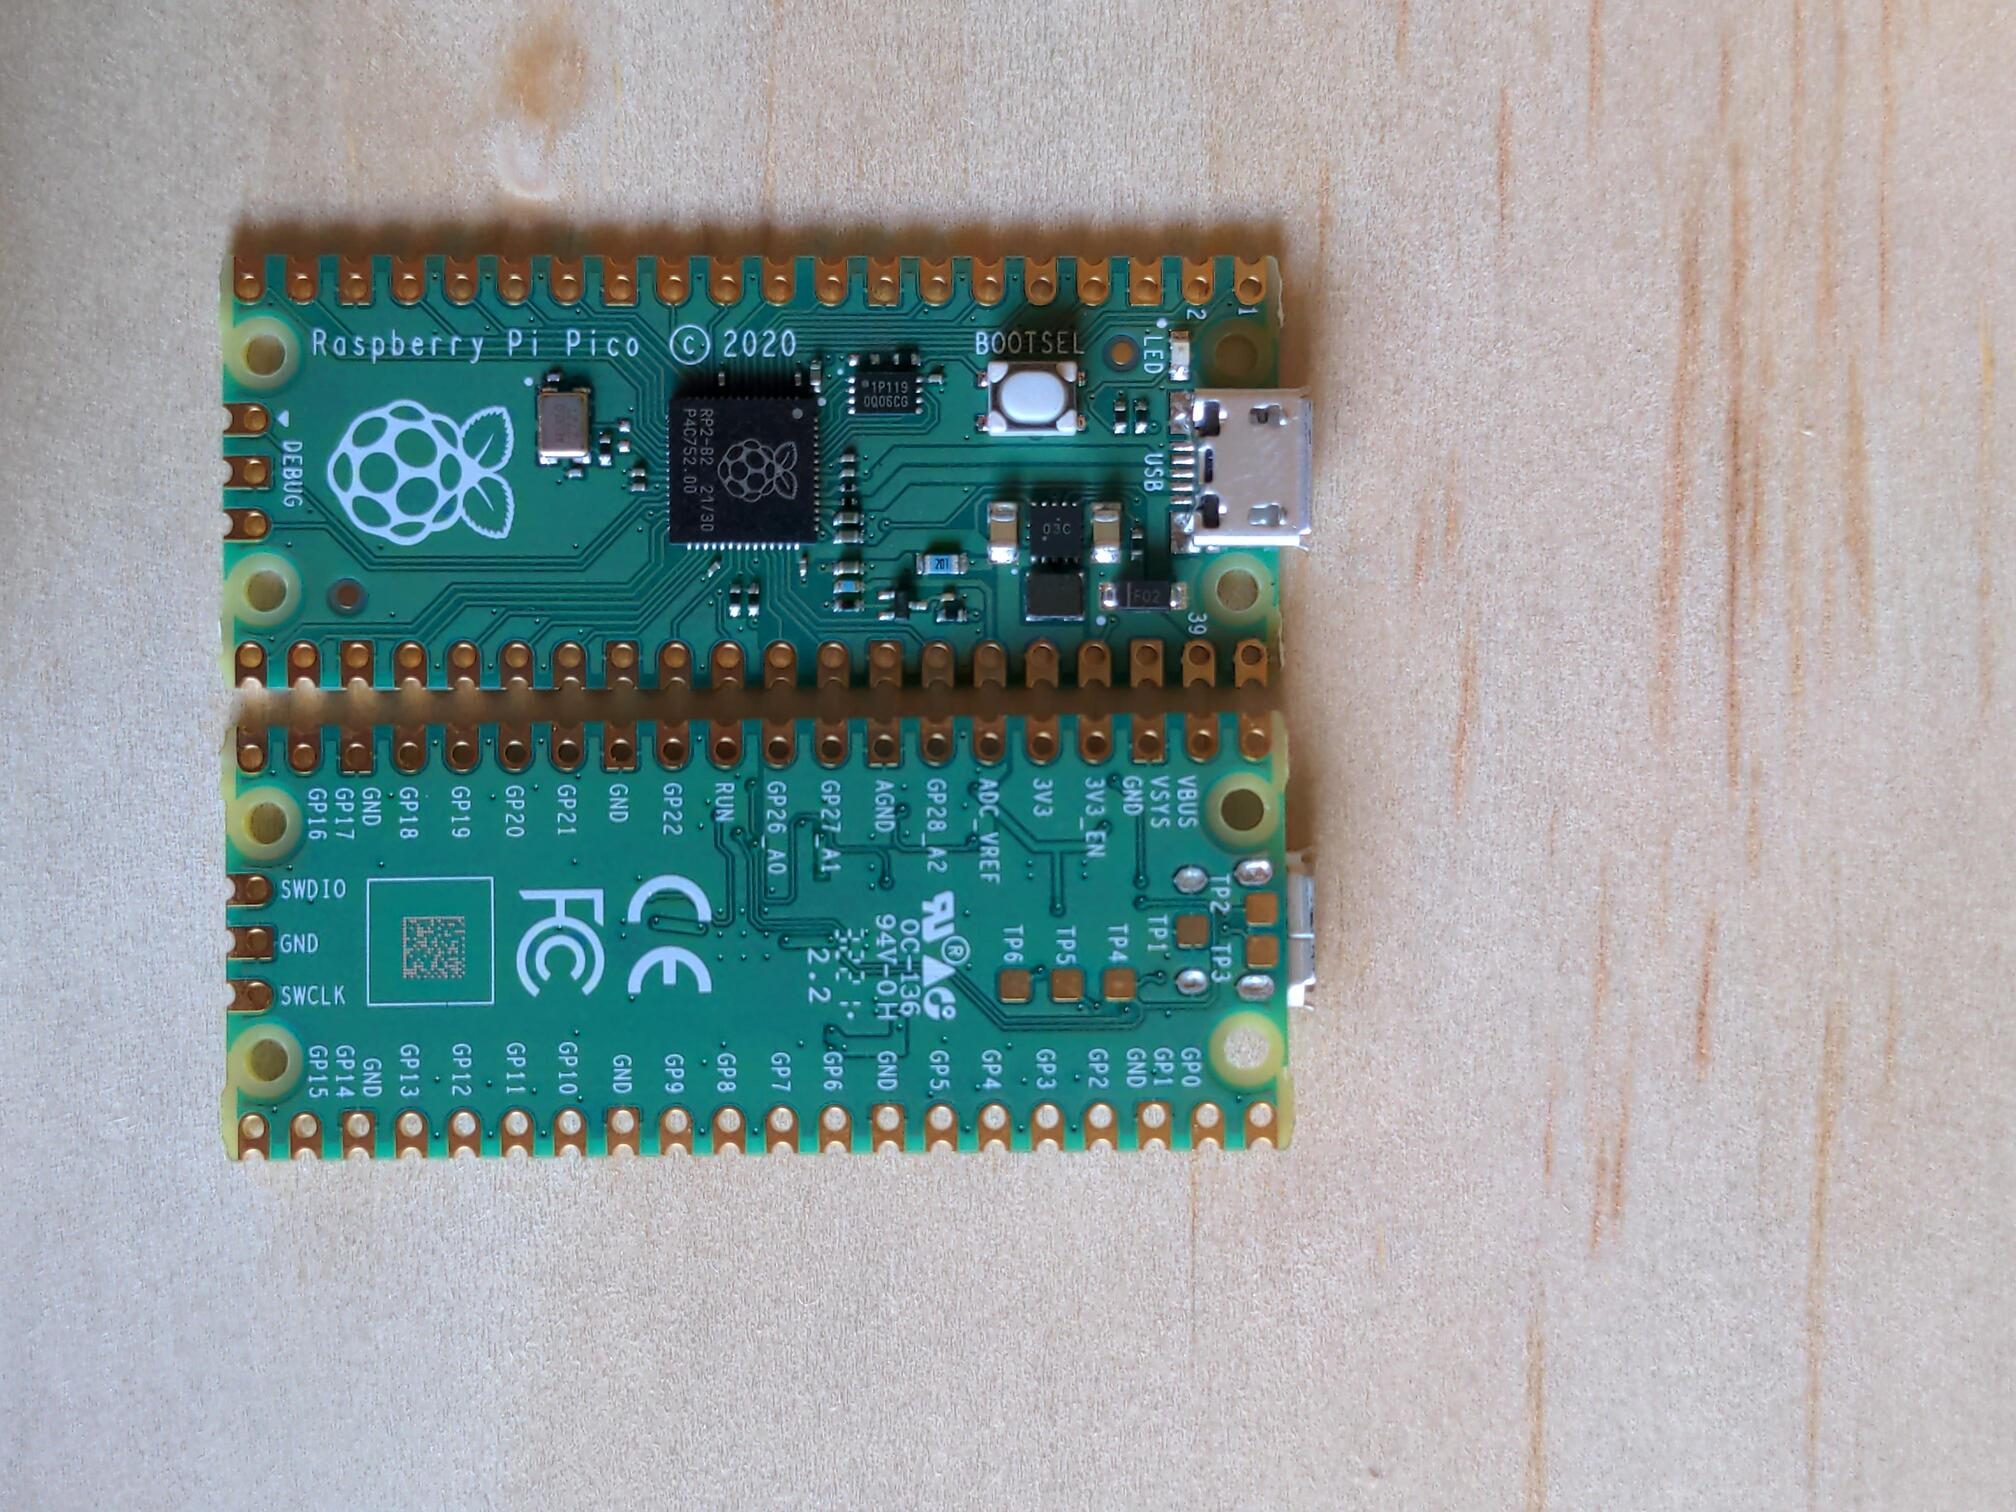 1
2
Raspberry Pi Pico © 2020
BOOTSEL
LED
1P119
0Q06CG
RP2-B2 21/30
P4C752.00
DEBUG
USB
03C
201
F02
39
GP16
GP17
GND
GP18
GP19
GP20
GP21
GND
GP22
RUN
GP26_A0
GP27_A1
AGND
GP28_A2
ADC_VREF
3V3
3V3_EN
GND
VSYS
VBUS
SWDIO
GND
SWCLK
FC
CE
2.2
94V-0H
OC-136
TP6
TP5
TP4
TP1
TP2
TP3
GP15
GP14
GND
GP13
GP12
GP11
GP10
GND
GP9
GP8
GP7
GP6
GND
GP5
GP4
GP3
GP2
GND
GP1
GP0